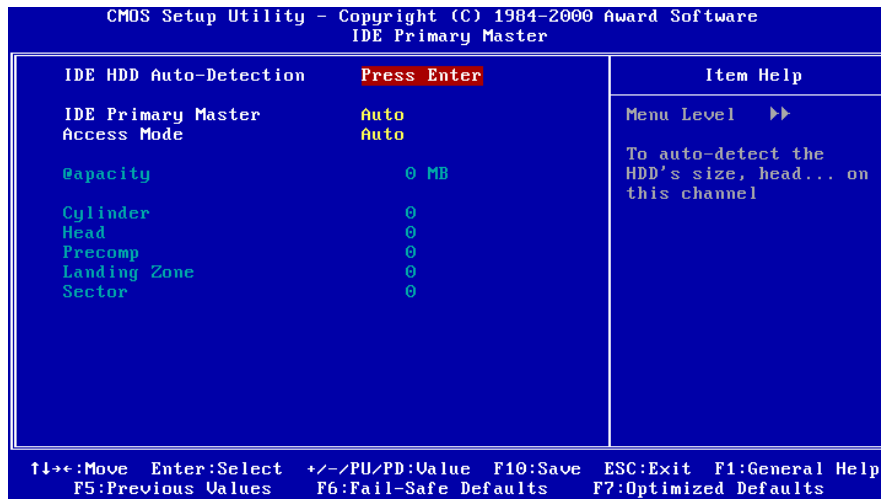 CMOS Setup Utility – Copyright (C) 1984-2000 Award Software
IDE Primary Master
IDE HDD Auto-Detection Press Enter
IDE Primary Master Auto
Access Mode Auto
@apacity 0 MB
Cylinder 0
Head 0
Precomp 0
Landing Zone 0
Sector 0
Item Help
Menu Level ▶▶
To auto-detect the
HDD's size, head... on
this channel
↑↓→←:Move Enter:Select +/-/PU/PD:Value F10:Save ESC:Exit F1:General Help
F5:Previous Values F6:Fail-Safe Defaults F7:Optimized Defaults